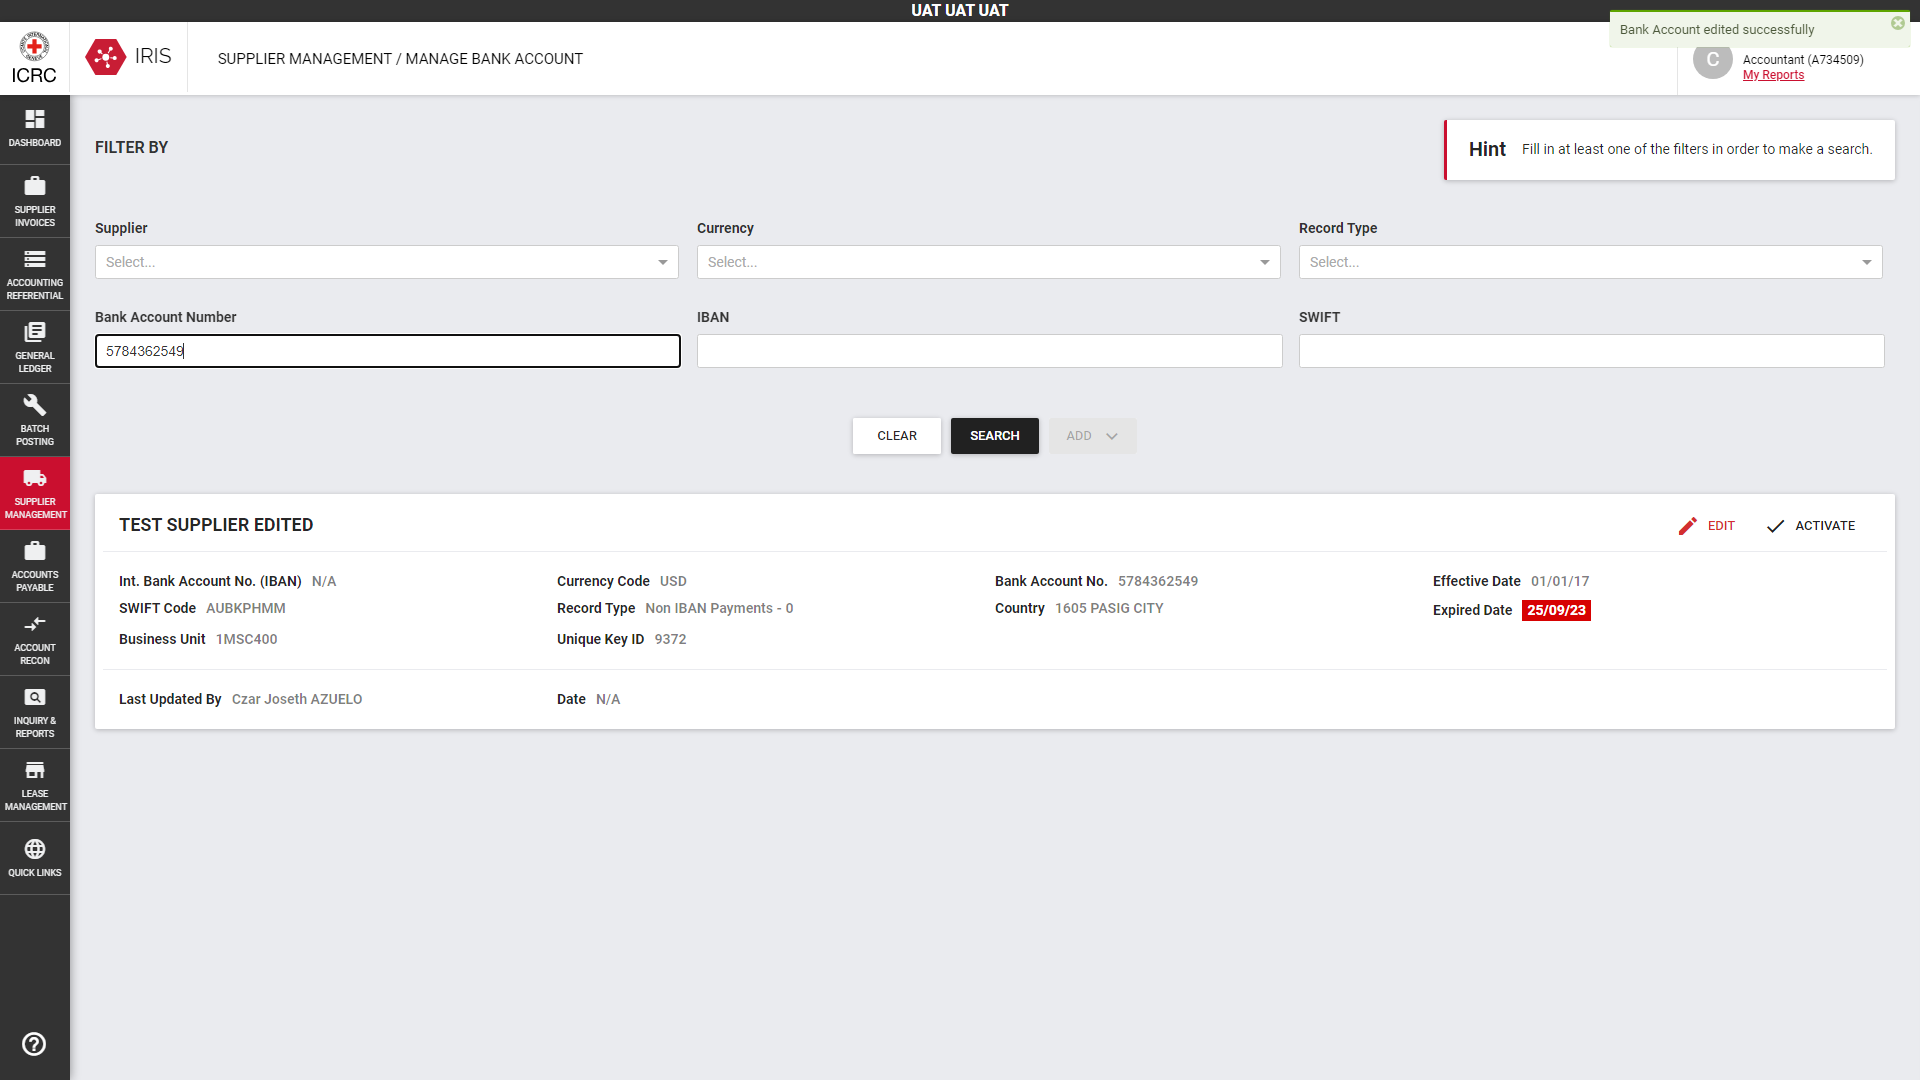 UAT UAT UAT
Bank Account edited successfully
ICRC
IRIS
SUPPLIER MANAGEMENT / MANAGE BANK ACCOUNT
C
Accountant (A734509)
My Reports
DASHBOARD
SUPPLIER
INVOICES
ACCOUNTING
REFERENTIAL
GENERAL
LEDGER
BATCH
POSTING
SUPPLIER
MANAGEMENT
ACCOUNTS
PAYABLE
ACCOUNT
RECON
INQUIRY &
REPORTS
LEASE
MANAGEMENT
QUICK LINKS
FILTER BY
Hint Fill in at least one of the filters in order to make a search.
Supplier Currency Record Type
Select... Select... Select...
Bank Account Number IBAN SWIFT
5784362549
CLEAR SEARCH ADD
TEST SUPPLIER EDITED EDIT ACTIVATE
Int. Bank Account No. (IBAN) N/A Currency Code USD Bank Account No. 5784362549 Effective Date 01/01/17
SWIFT Code AUBKPHMM Record Type Non IBAN Payments - 0 Country 1605 PASIG CITY Expired Date 25/09/23
Business Unit 1MSC400 Unique Key ID 9372
Last Updated By Czar Joseth AZUELO Date N/A